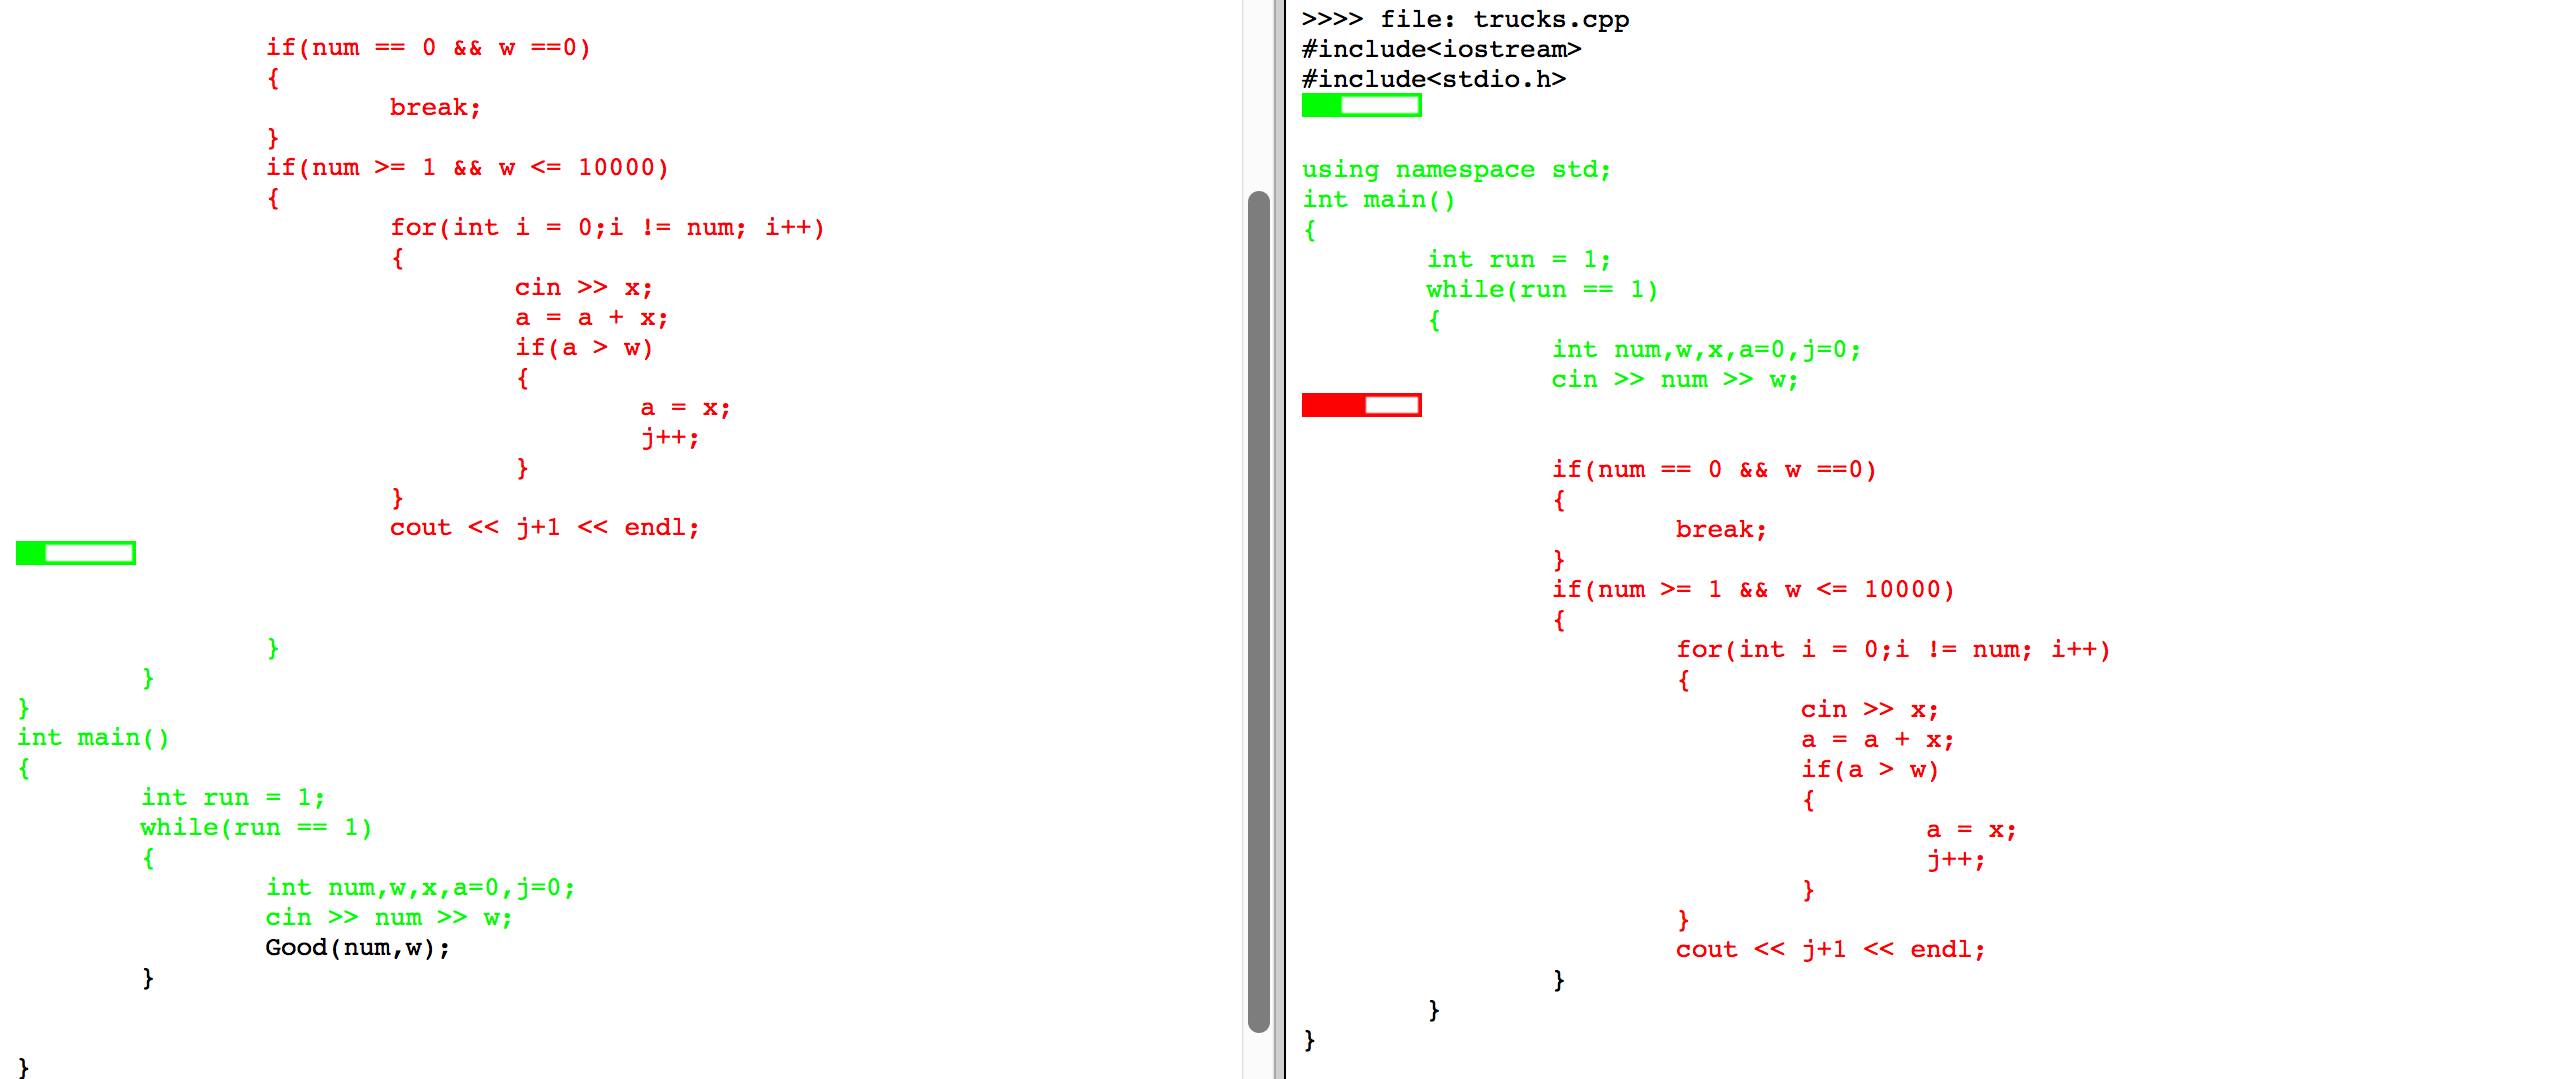 if(num == 0 && w ==0)
{
break;
}
if(num >= 1 && w <= 10000)
{
for(int i = 0;i != num; i++)
{
cin >> x;
a = a + x;
if(a > w)
{
a = x;
j++;
}
}
cout << j+1 << endl;
}
}
}
int main()
{
int run = 1;
while(run == 1)
{
int num,w,x,a=0,j=0;
cin >> num >> w;
Good(num,w);
}
}
>>>> file: trucks.cpp
#include<iostream>
#include<stdio.h>
using namespace std;
int main()
{
int run = 1;
while(run == 1)
{
int num,w,x,a=0,j=0;
cin >> num >> w;
if(num == 0 && w ==0)
{
break;
}
if(num >= 1 && w <= 10000)
{
for(int i = 0;i != num; i++)
{
cin >> x;
a = a + x;
if(a > w)
{
a = x;
j++;
}
}
cout << j+1 << endl;
}
}
}